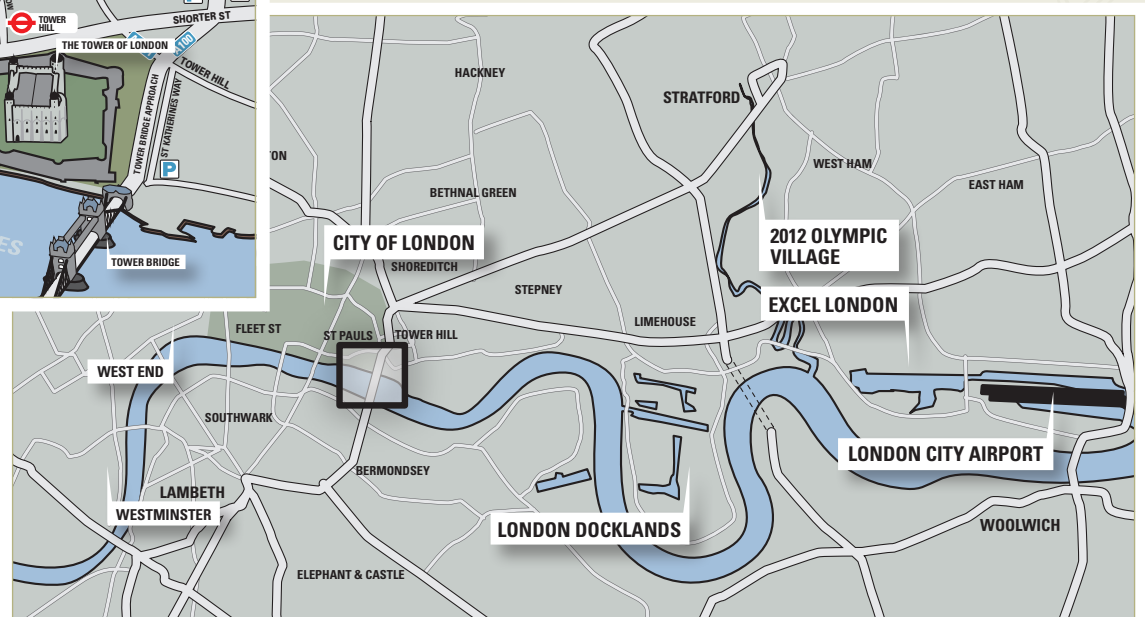 TOWER
HILL
SHORTER ST
THE TOWER OF LONDON
A100
TOWER HILL
TOWER BRIDGE APPROACH
ST KATHERINES WAY
P
TOWER BRIDGE
HACKNEY
STRATFORD
WEST HAM
EAST HAM
BETHNAL GREEN
CITY OF LONDON
SHOREDITCH
2012 OLYMPIC
VILLAGE
STEPNEY
EXCEL LONDON
LIMEHOUSE
FLEET ST
ST PAULS
TOWER HILL
WEST END
SOUTHWARK
LONDON CITY AIRPORT
BERMONDSEY
LAMBETH
WESTMINSTER
LONDON DOCKLANDS
WOOLWICH
ELEPHANT & CASTLE